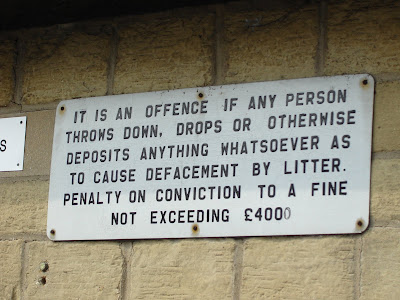 S
IT IS AN OFFENCE IF ANY PERSON
THROWS DOWN, DROPS OR OTHERWISE
DEPOSITS ANYTHING WHATSOEVER AS
TO CAUSE DEFACEMENT BY LITTER.
PENALTY ON CONVICTION TO A FINE
NOT EXCEEDING £4000